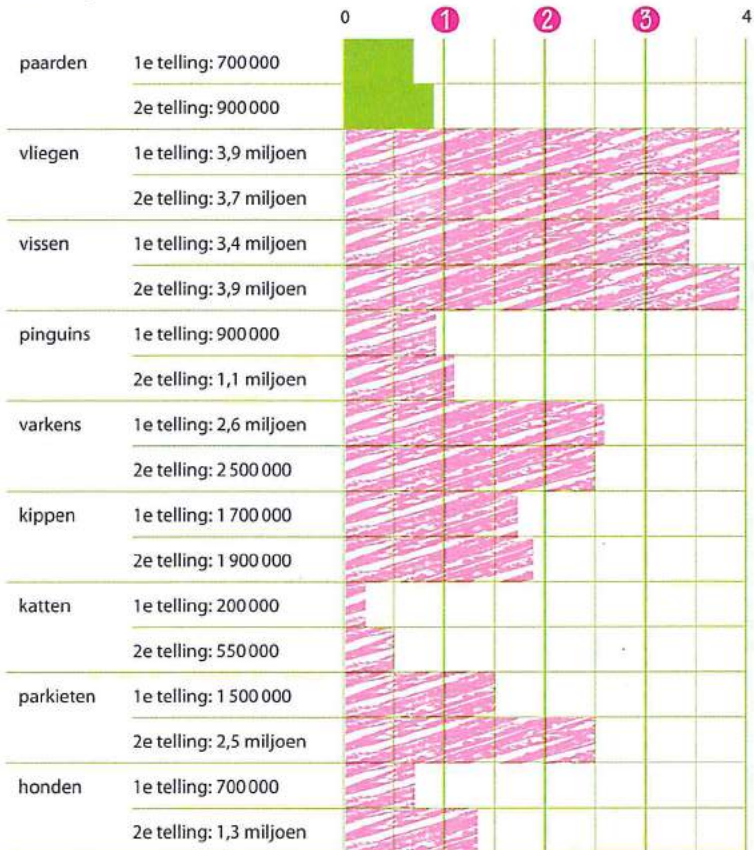 0 1 2 3 4
paarden 1e telling: 700 000
2e telling: 900 000
vliegen 1e telling: 3,9 miljoen
2e telling: 3,7 miljoen
vissen 1e telling: 3,4 miljoen
2e telling: 3,9 miljoen
pinguins 1e telling: 900 000
2e telling: 1,1 miljoen
varkens 1e telling: 2,6 miljoen
2e telling: 2 500 000
kippen 1e telling: 1 700 000
2e telling: 1 900 000
katten 1e telling: 200 000
2e telling: 550 000
parkieten 1e telling: 1 500 000
2e telling: 2,5 miljoen
honden 1e telling: 700 000
2e telling: 1,3 miljoen